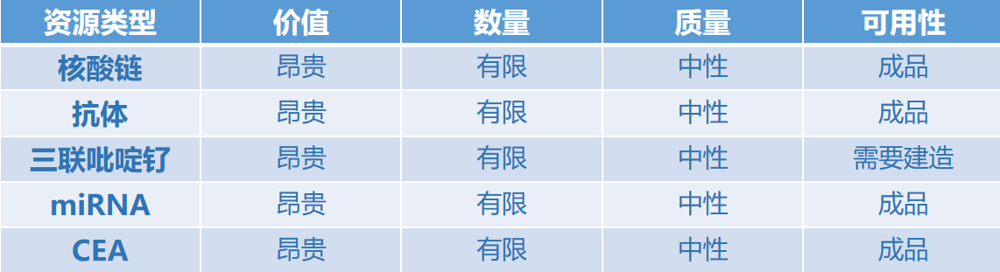 资源类型 价值 数量 质量 可用性
核酸链 昂贵 有限 中性 成品
抗体 昂贵 有限 中性 成品
三联吡啶钌 昂贵 有限 中性 需要建造
miRNA 昂贵 有限 中性 成品
CEA 昂贵 有限 中性 成品